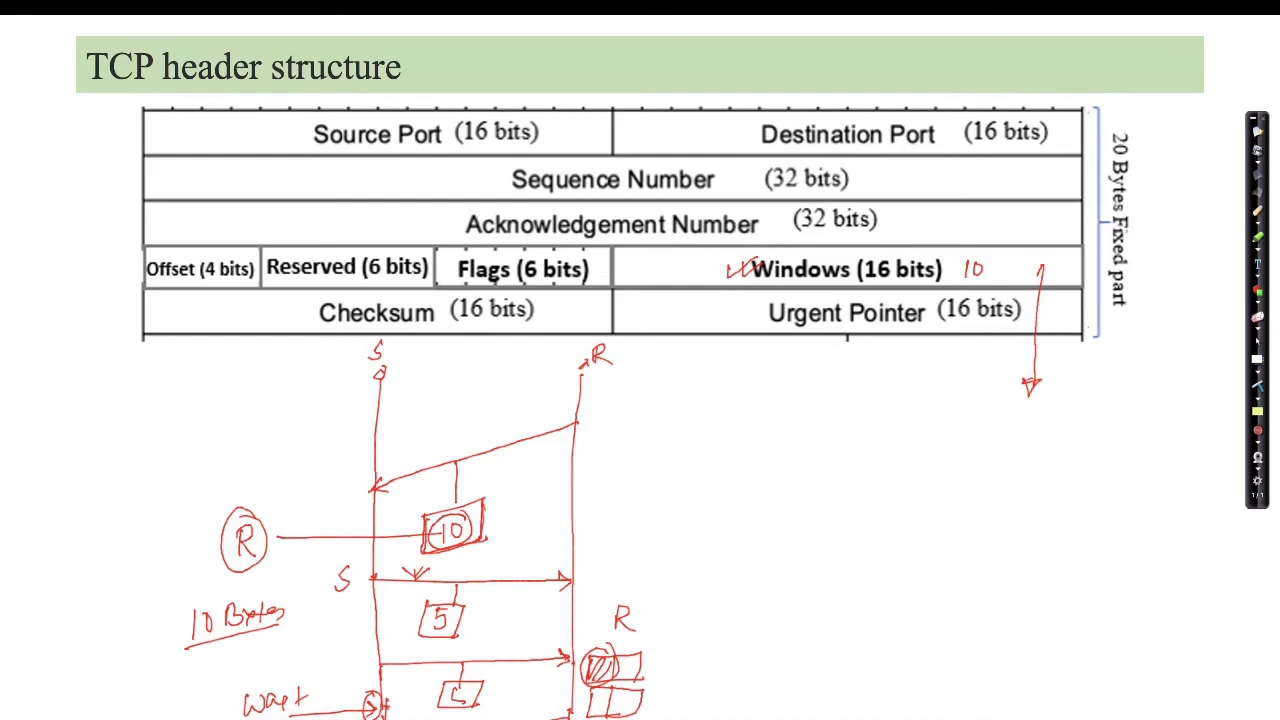 TCP header structure
Source Port (16 bits) Destination Port (16 bits)
Sequence Number (32 bits)
Acknowledgement Number (32 bits)
Offset (4 bits) Reserved (6 bits) Flags (6 bits) Windows (16 bits) 10
Checksum (16 bits) Urgent Pointer (16 bits)
20 Bytes Fixed part
S R
R 10
S
10 Bytes 5 R
wait
1/1